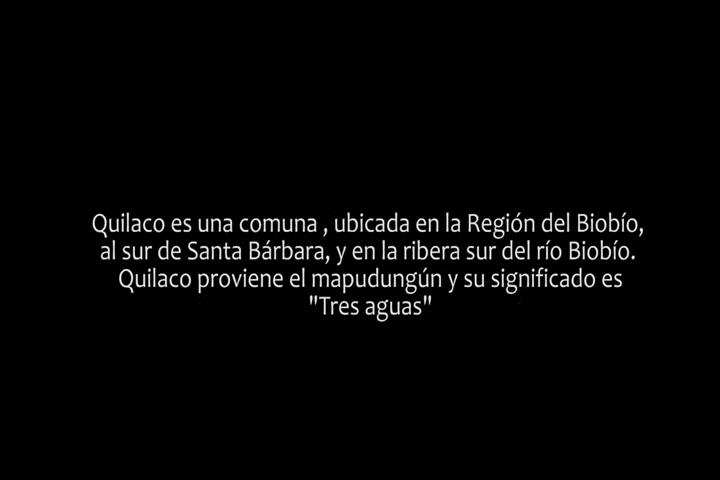 Quilaco es una comuna , ubicada en la Región del Biobío,
al sur de Santa Bárbara, y en la ribera sur del río Biobío.
Quilaco proviene el mapudungún y su significado es
"Tres aguas"